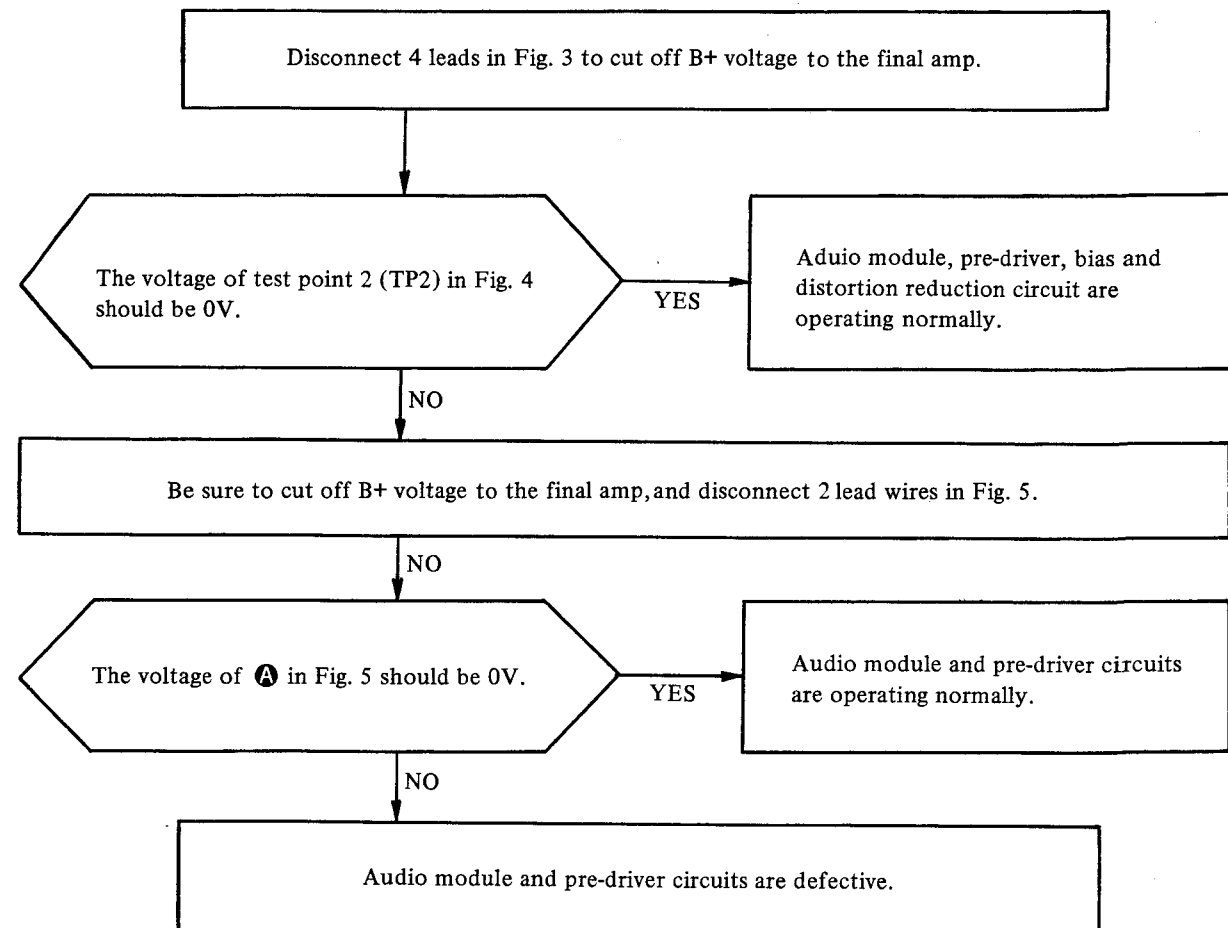 Disconnect 4 leads in Fig. 3 to cut off B+ voltage to the final amp.
The voltage of test point 2 (TP2) in Fig. 4
should be 0V.
YES
Aduio module, pre-driver, bias and
distortion reduction circuit are
operating normally.
NO
Be sure to cut off B+ voltage to the final amp, and disconnect 2 lead wires in Fig. 5.
NO
The voltage of A in Fig. 5 should be 0V.
YES
Audio module and pre-driver circuits
are operating normally.
NO
Audio module and pre-driver circuits are defective.